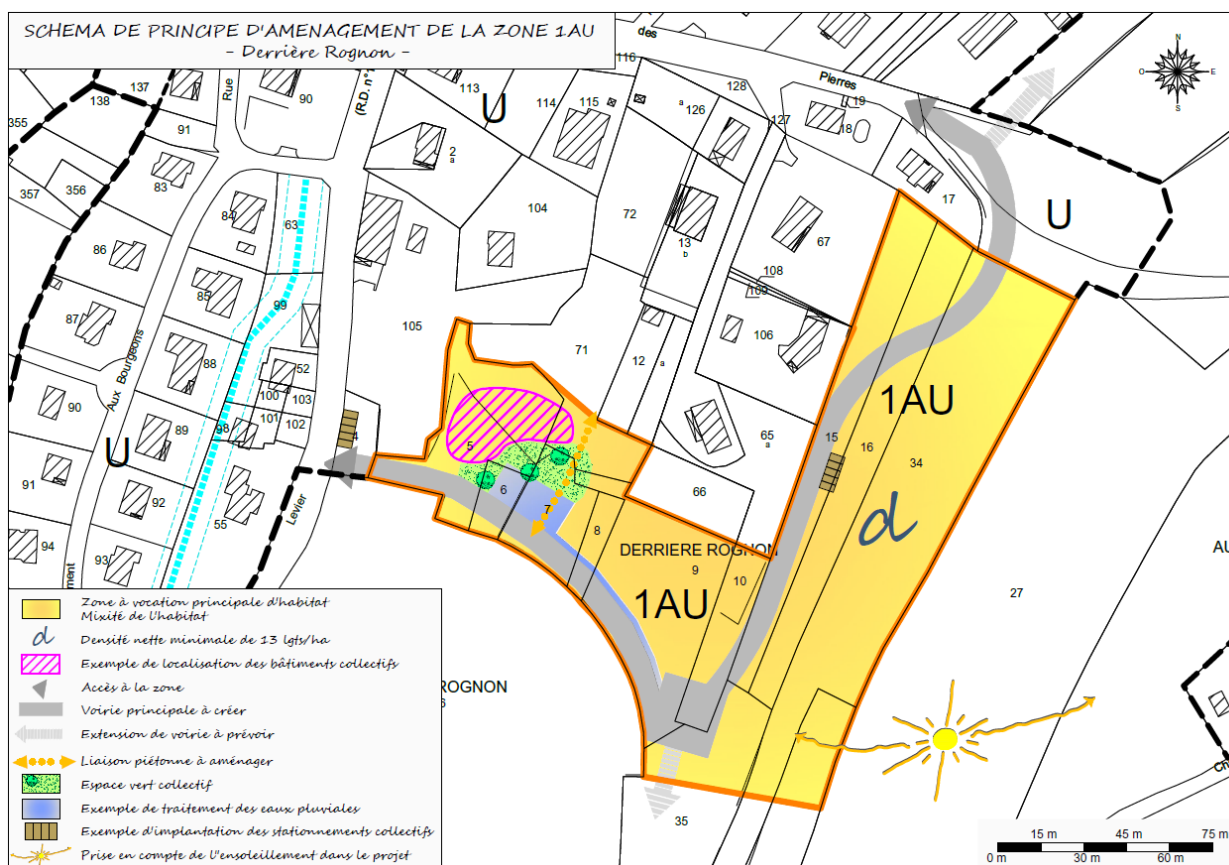 SCHEMA DE PRINCIPE D'AMENAGEMENT DE LA ZONE 1AU
- Derrière Rognon -
des
Pierres
N
O
E
S
138
137
Rue
90
(R.D. n°
113
U
114
115
116
128
126
a
127
19
18
355
91
2
a
357
356
83
84
63
104
72
13
b
67
17
U
86
85
99
105
108
109
106
87
Aux Bourgeons
88
52
100
103
101
102
71
12
a
1AU
90
89
98
U
4
5
65
a
15
16
34
91
92
55
Levier
6
7
8
66
d
94
93
DERRIERE ROGNON
9
10
AU
27
1AU
ment
ROGNON
6
35
Ch
Zone à vocation principale d'habitat
Mixité de l'habitat
d
Densité nette minimale de 13 lgts/ha
Exemple de localisation des bâtiments collectifs
Accès à la zone
Voirie principale à créer
Extension de voirie à prévoir
Liaison piétonne à aménager
Espace vert collectif
Exemple de traitement des eaux pluviales
Exemple d'implantation des stationnements collectifs
Prise en compte de l'ensoleillement dans le projet
15 m
45 m
75 m
0 m
30 m
60 m